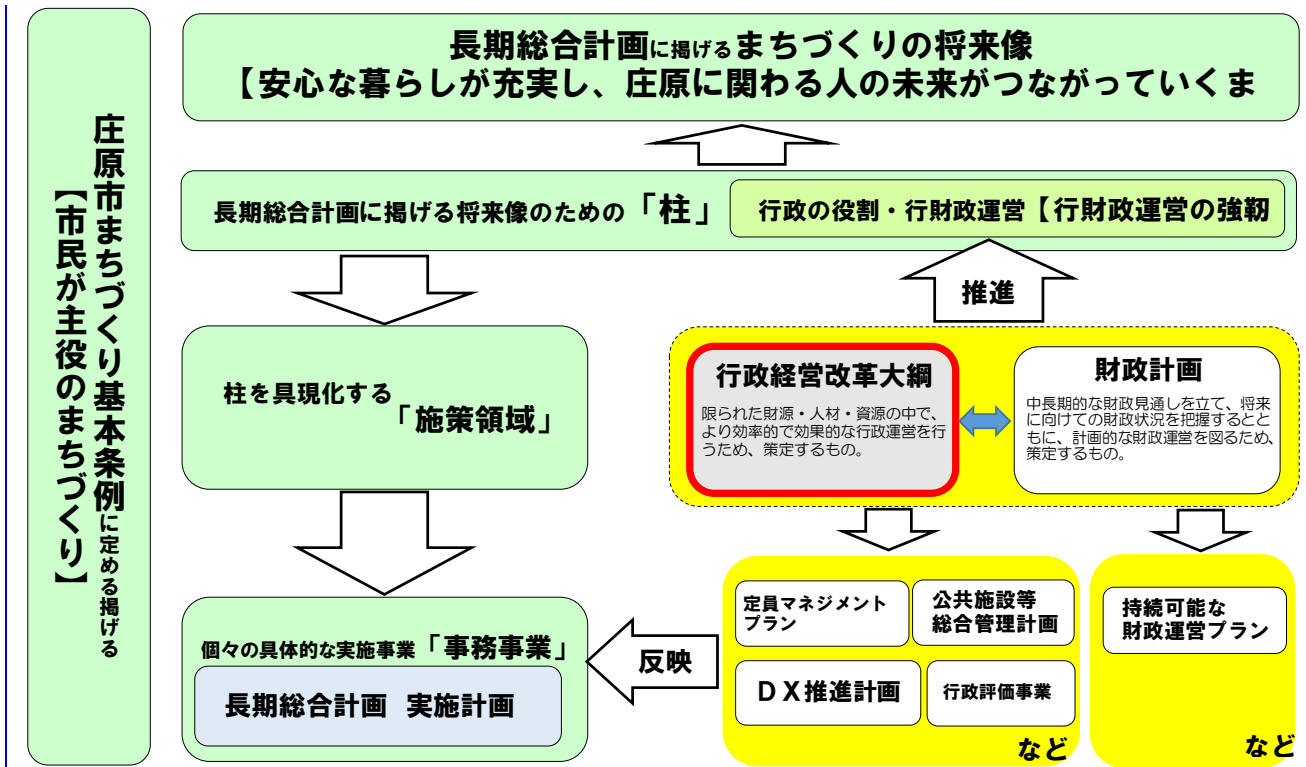 庄原市まちづくり基本条例に定める掲げる
【市民が主役のまちづくり】
長期総合計画に掲げるまちづくりの将来像
【安心な暮らしが充実し、庄原に関わる人の未来がつながっていくま
長期総合計画に掲げる将来像のための「柱」
行政の役割・行財政運営【行財政運営の強靭
推進
柱を具現化する
「施策領域」
行政経営改革大綱
限られた財源・人材・資源の中で、
より効率的で効果的な行政運営を行
うため、策定するもの。
財政計画
中長期的な財政見通しを立て、将来
に向けての財政状況を把握するとと
もに、計画的な財政運営を図るため、
策定するもの。
個々の具体的な実施事業「事務事業」
長期総合計画 実施計画
反映
定員マネジメント
プラン
公共施設等
総合管理計画
ＤＸ推進計画
行政評価事業
など
持続可能な
財政運営プラン
など